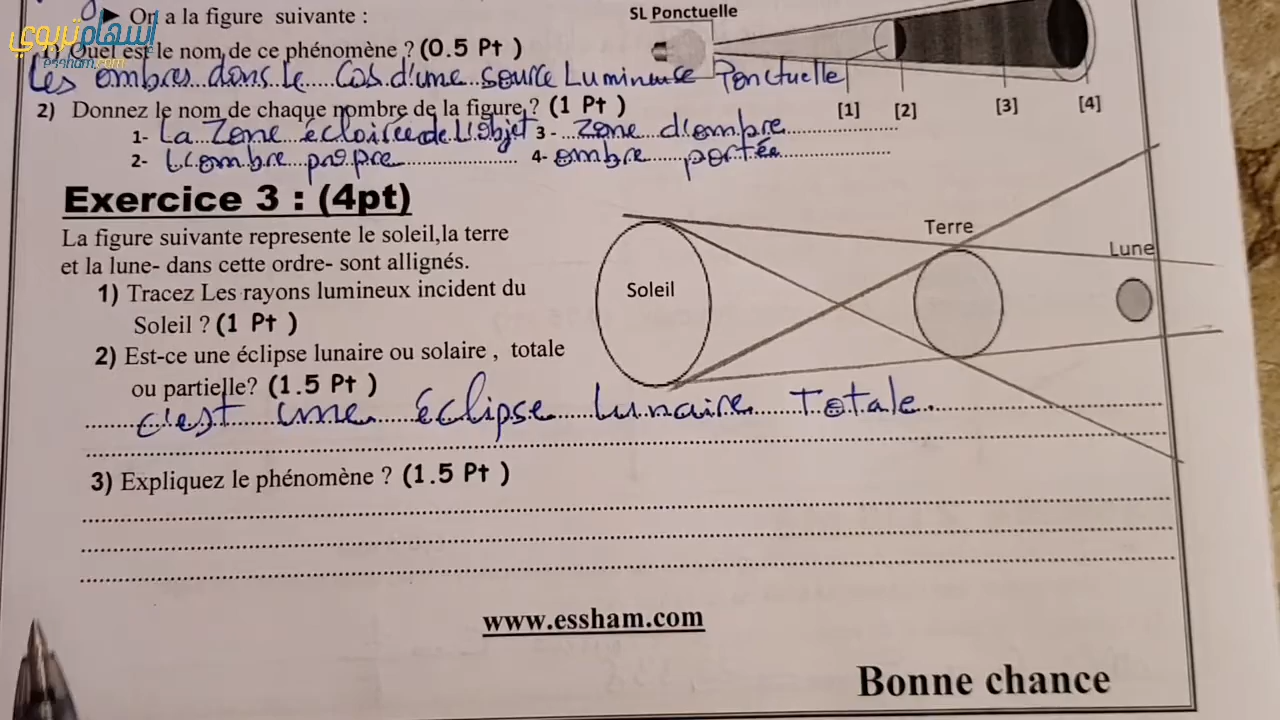 اسهام تربوي
essham.com
On a la figure suivante :
SL Ponctuelle
1) Quel est le nom de ce phénomène ? (0.5 Pt )
Les ombres dans le cas d'une source Lumineuse Ponctuelle
2) Donnez le nom de chaque nombre de la figure ? (1 Pt )
[1] [2] [3] [4]
1- La Zone éclairée de L'objet 3 - Zone d'ombre
2- L'ombre propre 4- ombre portée
Exercice 3 : (4pt)
La figure suivante represente le soleil,la terre
et la lune- dans cette ordre- sont allignés.
1) Tracez Les rayons lumineux incident du
Soleil ? (1 Pt )
2) Est-ce une éclipse lunaire ou solaire , totale
ou partielle? (1.5 Pt )
Soleil
Terre
Lune
c'est une éclipse lunaire Totale.
3) Expliquez le phénomène ? (1.5 Pt )
www.essham.com
Bonne chance